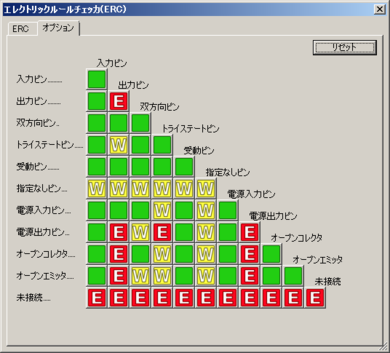 エレクトリックルールチェッカ(ERC)
ERC オプション
リセット
入力ピン
入力ピン........
出力ピン
出力ピン....... E
双方向ピン
双方向ピン..
トライステートピン
トライステートピン.... W
受動ピン
受動ピン.......
指定なしピン
指定なしピン... W W W W W W
電源入力ピン
電源入力ピン... W W
電源出力ピン
電源出力ピン.. E W E W E
オープンコレクタ
オープンコレクタ.... E W W E
オープンエミッタ
オープンエミッタ.... E W W W E
未接続
未接続.... E E E E E E E E E E E